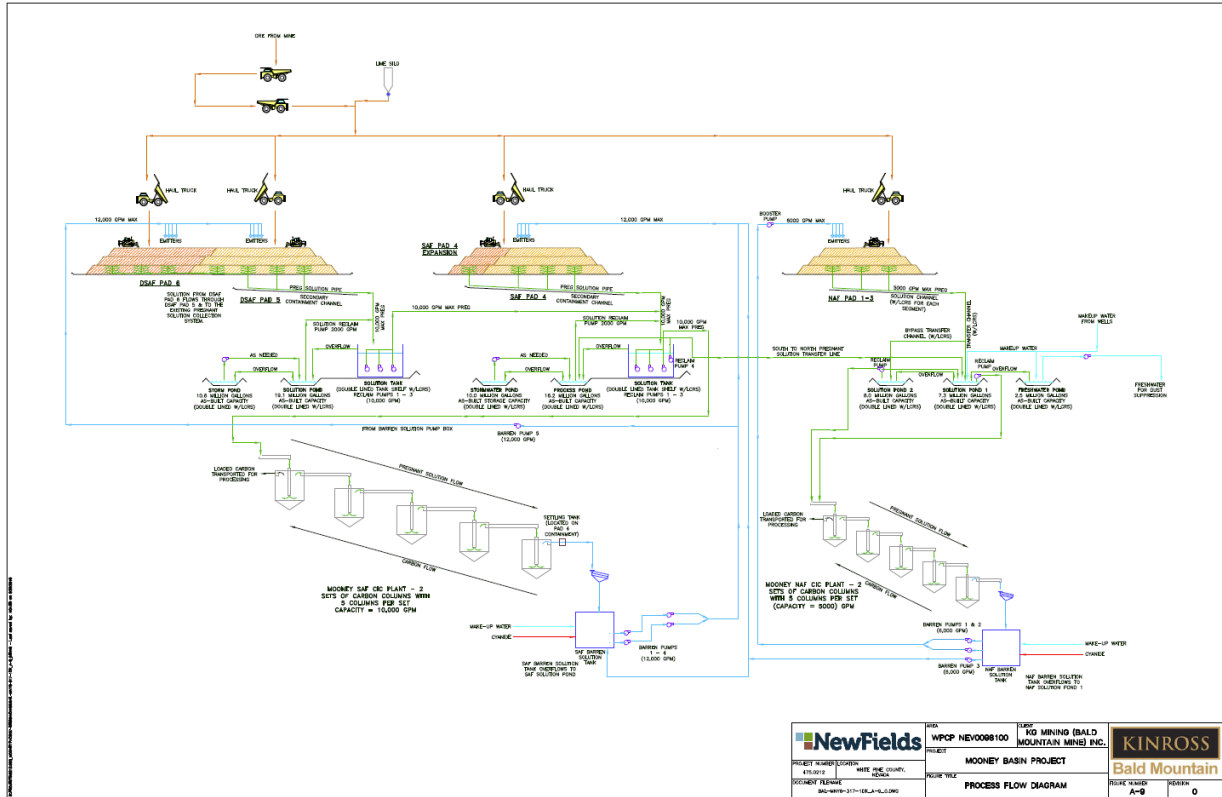 ORE FROM MINE
LIME SILO
HAUL TRUCK
HAUL TRUCK
HAUL TRUCK
HAUL TRUCK
12,000 GPM MAX
EMITTERS
EMITTERS
12,000 GPM MAX
EMITTERS
BOOSTER
PUMP
EMITTERS
SAF PAD 4
EXPANSION
DSAF PAD 6
SOLUTION FROM DSAF
PAD 6 FLOWS THROUGH
DSAF PAD 5 & TO THE
EXISTING PREGNANT
SOLUTION COLLECTION
SYSTEM.
DSAF PAD 5
PREG SOLUTION PIPE
SECONDARY
CONTAINMENT CHANNEL
SAF PAD 4
PREG SOLUTION PIPE
SECONDARY
CONTAINMENT CHANNEL
NAF PAD 1-3
SOLUTION CHANNEL
(W/LCRS FOR EACH
SEGMENT)
TRANSFER CHANNEL
(W/LCRS)
10,000 GPM
MAX PREG
10,000 GPM MAX PREG
10,000 GPM
MAX PREG
10,000 GPM
MAX PREG
SOLUTION RECLAIM
PUMP 2000 GPM
SOLUTION RECLAIM
PUMP 2000 GPM
AS NEEDED
OVERFLOW
OVERFLOW
AS NEEDED
OVERFLOW
OVERFLOW
RECLAIM
PUMP 4
SOUTH TO NORTH PREGNANT
SOLUTION TRANSFER LINE
BYPASS TRANSFER
CHANNEL (W/LCRS)
RECLAIM
PUMP
OVERFLOW
RECLAIM
PUMP
OVERFLOW
MAKEUP WATER
MAKEUP WATER
FROM WELLS
FRESHWATER
FOR DUST
SUPPRESSION
STORM POND
10.6 MILLION GALLONS
AS-BUILT CAPACITY
(DOUBLE LINED W/LCRS)
SOLUTION POND
AS-BUILT CAPACITY
(DOUBLE LINED W/LCRS)
SOLUTION TANK
(DOUBLE LINED TANK SHELF W/LCRS)
RECLAIM PUMPS 1 - 3
(10,000 GPM)
STORMWATER POND
10.0 MILLION GALLONS
AS-BUILT STORAGE CAPACITY
(DOUBLE LINED W/LCRS)
PROCESS POND
16.2 MILLION GALLONS
AS-BUILT CAPACITY
(DOUBLE LINED W/LCRS)
SOLUTION TANK
(DOUBLE LINED TANK SHELF W/LCRS)
RECLAIM PUMPS 1 - 3
(10,000 GPM)
SOLUTION POND 2
AS-BUILT CAPACITY
(DOUBLE LINED W/LCRS)
SOLUTION POND 1
7.5 MILLION GALLONS
AS-BUILT CAPACITY
(DOUBLE LINED W/LCRS)
FRESHWATER POND
2.5 MILLION GALLONS
AS-BUILT CAPACITY
(DOUBLE LINED W/LCRS)
FROM BARREN SOLUTION PUMP BOX
BARREN PUMP 5
(12,000 GPM)
LOADED CARBON
TRANSPORTED FOR
PROCESSING
PREGNANT SOLUTION FLOW
CARBON FLOW
SETTLING TANK
(LOCATED ON
CONTAINMENT)
MOONEY SAF CIC PLANT - 2
SETS OF CARBON COLUMNS WITH
5 COLUMNS PER SET
CAPACITY = 10,000 GPM
MAKE-UP WATER
CYANIDE
SAF BARREN
SOLUTION
TANK
SAF BARREN SOLUTION
TANK OVERFLOWS TO
SAF SOLUTION POND
BARREN PUMPS
(12,000 GPM)
LOADED CARBON
TRANSPORTED FOR
PROCESSING
PREGNANT SOLUTION FLOW
CARBON FLOW
MOONEY NAF CIC PLANT - 2
SETS OF CARBON COLUMNS
WITH 5 COLUMNS PER SET
BARREN PUMPS 1 & 2
BARREN PUMP 3
NAF BARREN
SOLUTION
TANK
MAKE-UP WATER
CYANIDE
NAF BARREN SOLUTION
TANK OVERFLOWS TO
NAF SOLUTION POND 1
NewFields
AREA
WPCP NEV0098100
CLIENT
KG MINING (BALD
MOUNTAIN MINE) INC.
KINROSS
Bald Mountain
PROJECT NUMBER
475.0212
LOCATION
WHITE PINE COUNTY,
NEVADA
PROJECT
MOONEY BASIN PROJECT
DOCUMENT FILENAME
FIGURE TITLE
PROCESS FLOW DIAGRAM
FIGURE NUMBER
A-9
REVISION
0